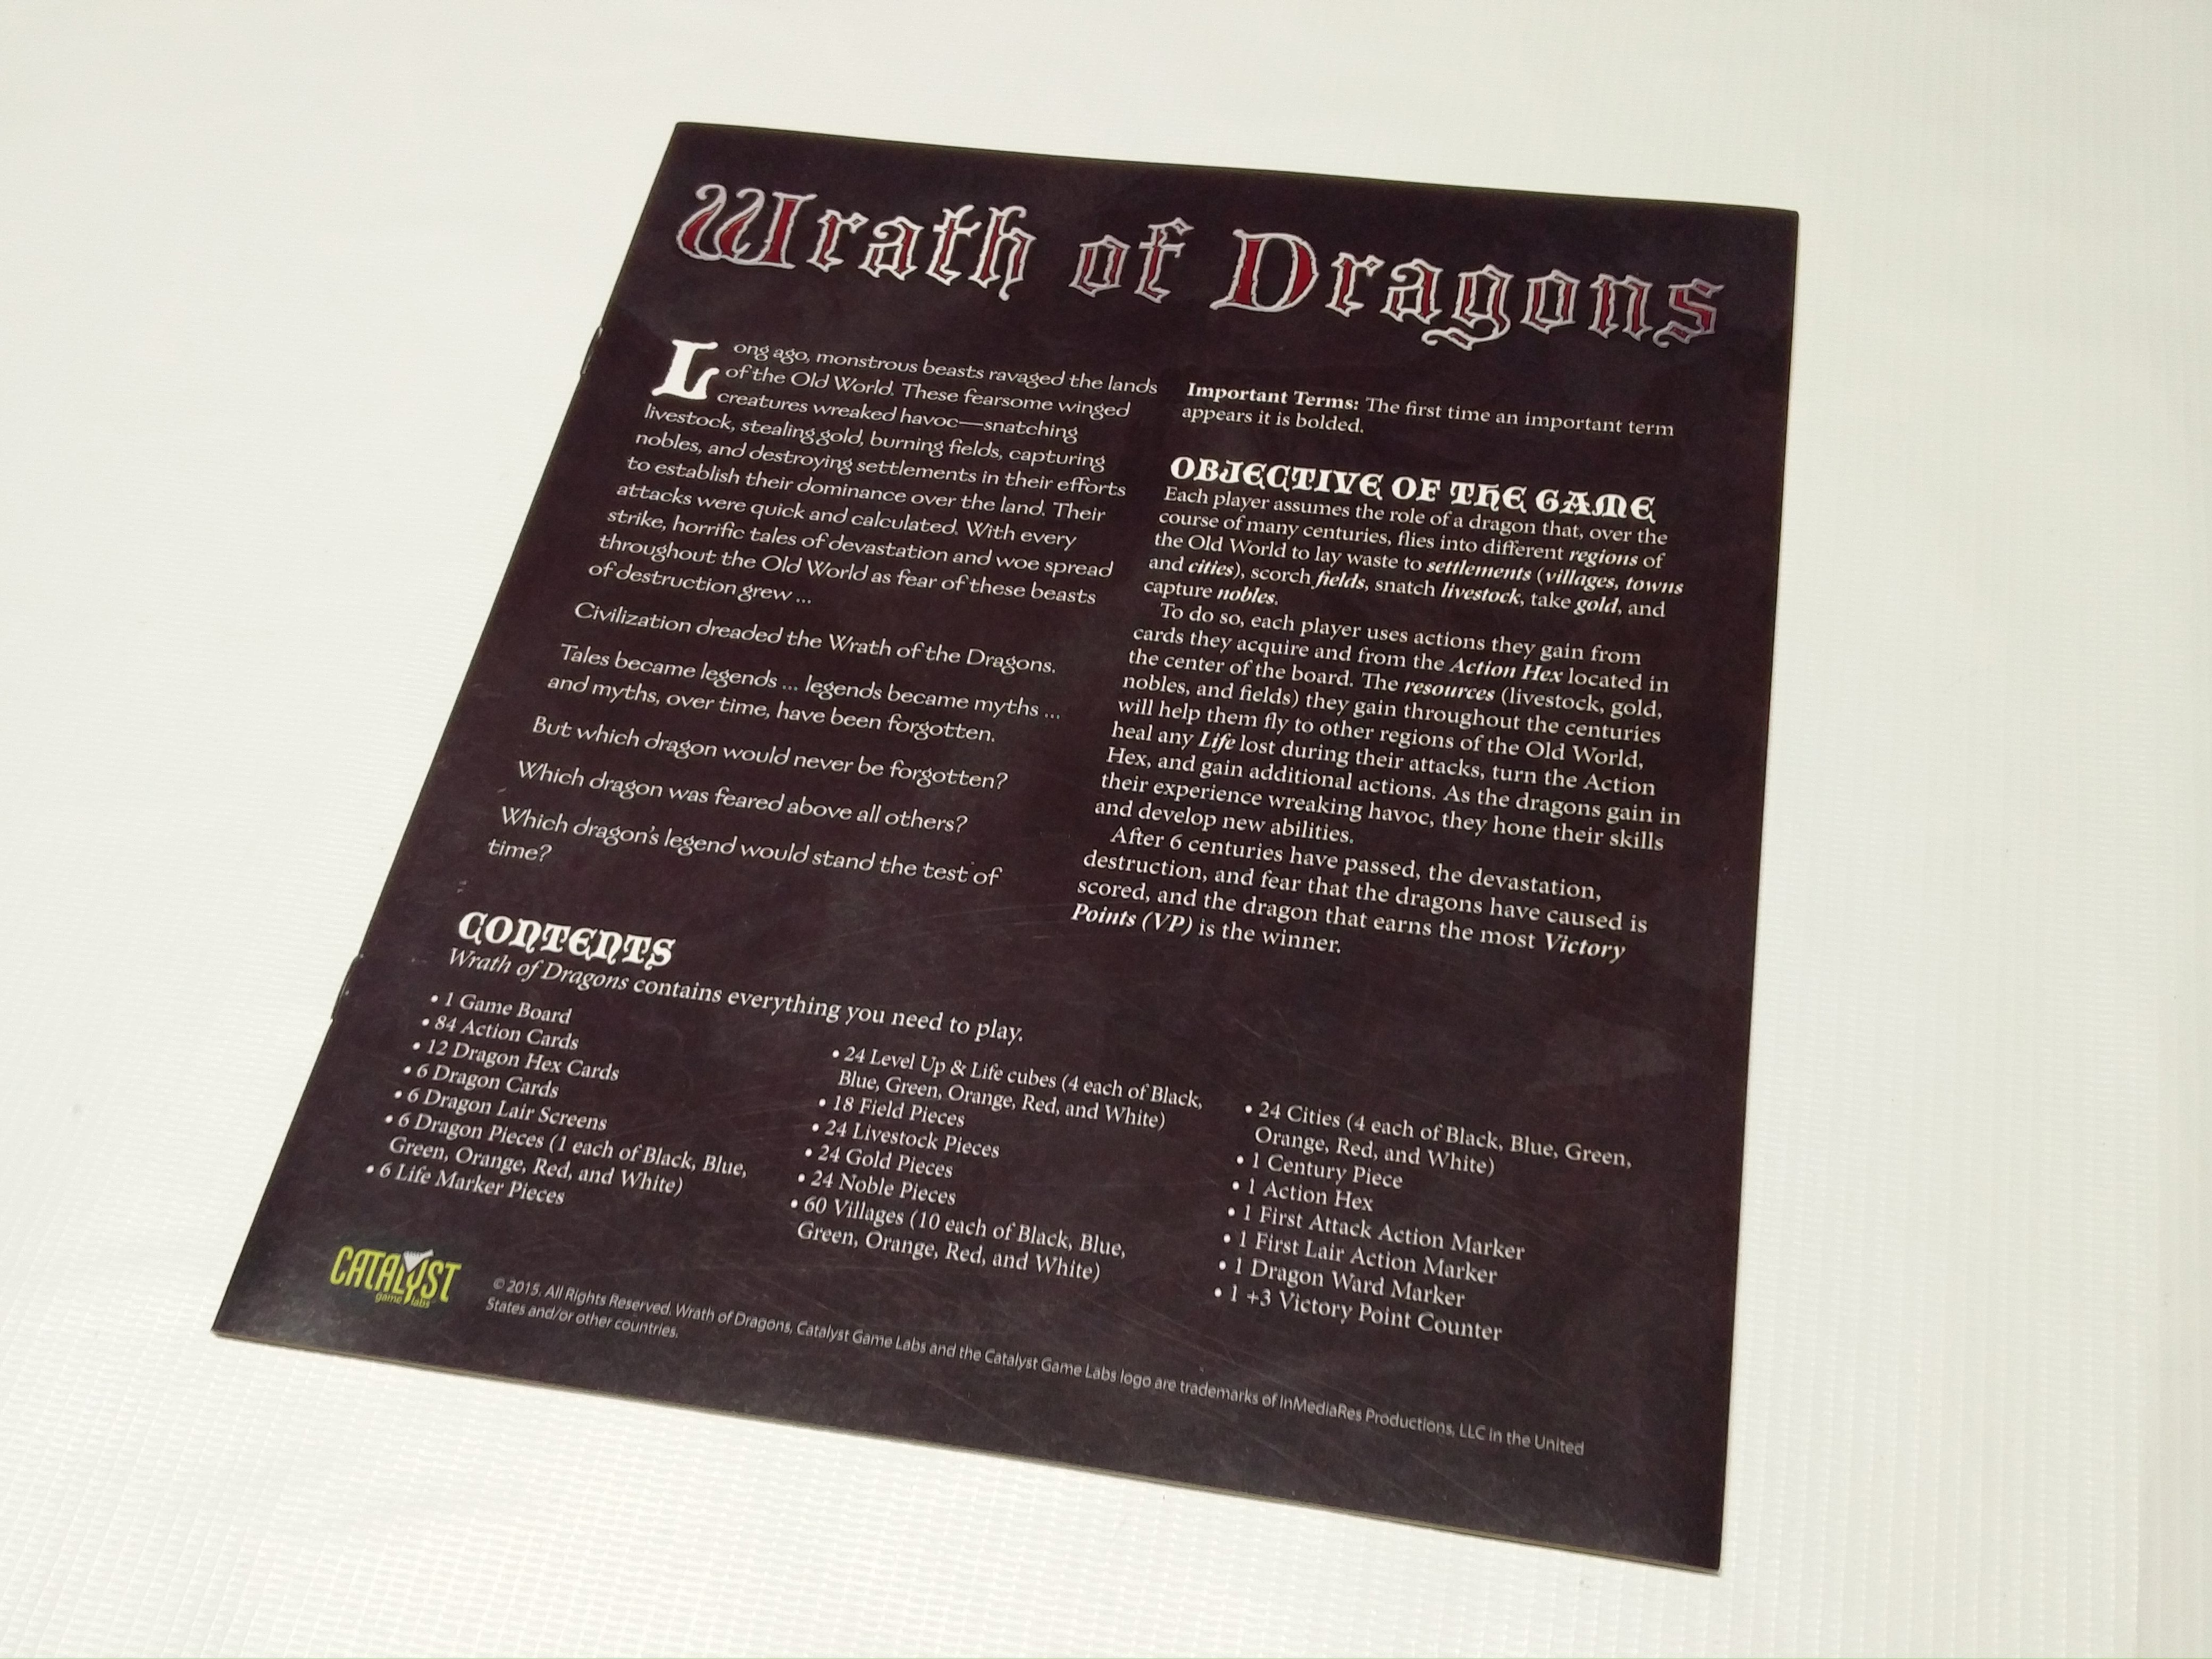 Wrath of Dragons
Long ago, monstrous beasts ravaged the lands
of the Old World. These fearsome winged
creatures wreaked havoc—snatching
livestock, stealing gold, burning fields, capturing
nobles, and destroying settlements in their efforts
to establish their dominance over the land. Their
attacks were quick and calculated. With every
strike, horrific tales of devastation and woe spread
throughout the Old World as fear of these beasts
of destruction grew ...
Civilization dreaded the Wrath of the Dragons.
Tales became legends ... legends became myths ...
and myths, over time, have been forgotten.
But which dragon would never be forgotten?
Which dragon was feared above all others?
Which dragon's legend would stand the test of
time?
Important Terms: The first time an important term
appears it is bolded.
OBJECTIVE OF THE GAME
Each player assumes the role of a dragon that, over the
course of many centuries, flies into different regions of
the Old World to lay waste to settlements (villages, towns
and cities), scorch fields, snatch livestock, take gold, and
capture nobles.
To do so, each player uses actions they gain from
cards they acquire and from the Action Hex located in
the center of the board. The resources (livestock, gold,
nobles, and fields) they gain throughout the centuries
will help them fly to other regions of the Old World,
heal any Life lost during their attacks, turn the Action
Hex, and gain additional actions. As the dragons gain in
their experience wreaking havoc, they hone their skills
and develop new abilities.
After 6 centuries have passed, the devastation,
destruction, and fear that the dragons have caused is
scored, and the dragon that earns the most Victory
Points (VP) is the winner.
CONTENTS
Wrath of Dragons contains everything you need to play.
• 1 Game Board
• 84 Action Cards
• 12 Dragon Hex Cards
• 6 Dragon Cards
• 6 Dragon Lair Screens
• 6 Dragon Pieces (1 each of Black, Blue,
Green, Orange, Red, and White)
• 6 Life Marker Pieces
• 24 Level Up & Life cubes (4 each of Black,
Blue, Green, Orange, Red, and White)
• 18 Field Pieces
• 24 Livestock Pieces
• 24 Gold Pieces
• 24 Noble Pieces
• 60 Villages (10 each of Black, Blue,
Green, Orange, Red, and White)
• 24 Cities (4 each of Black, Blue, Green,
Orange, Red, and White)
• 1 Century Piece
• 1 Action Hex
• 1 First Attack Action Marker
• 1 First Lair Action Marker
• 1 Dragon Ward Marker
• 1 +3 Victory Point Counter
CATALYST
game labs
© 2015. All Rights Reserved. Wrath of Dragons, Catalyst Game Labs and the Catalyst Game Labs logo are trademarks of InMediaRes Productions, LLC in the United
States and/or other countries.